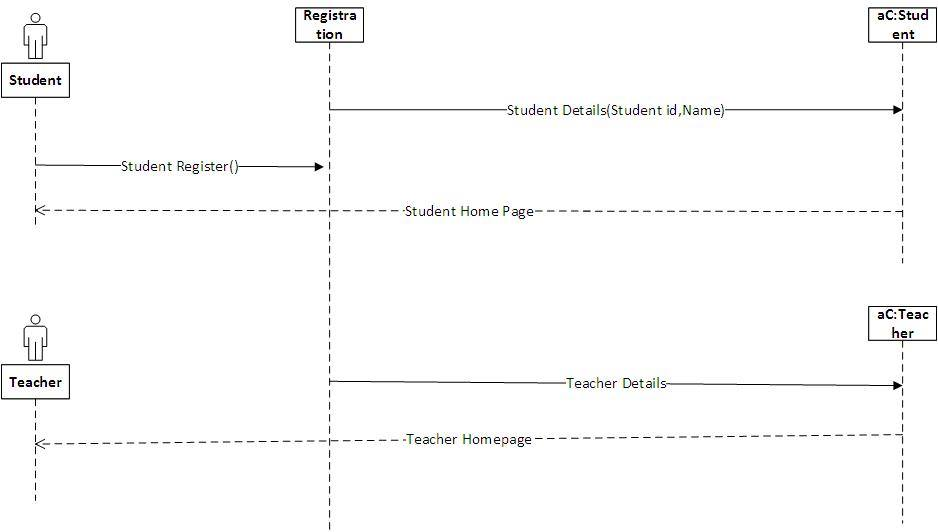 Registra
tion
aC:Stud
ent
Student
Student Details(Student id,Name)
Student Register()
Student Home Page
aC:Teac
her
Teacher
Teacher Details
Teacher Homepage